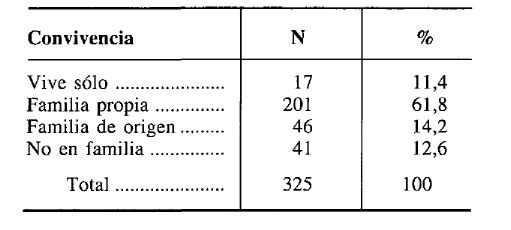 Convivencia N %
Vive sólo ...................... 17 11,4
Familia propia .............. 201 61,8
Familia de origen ......... 46 14,2
No en familia ............... 41 12,6
Total ...................... 325 100